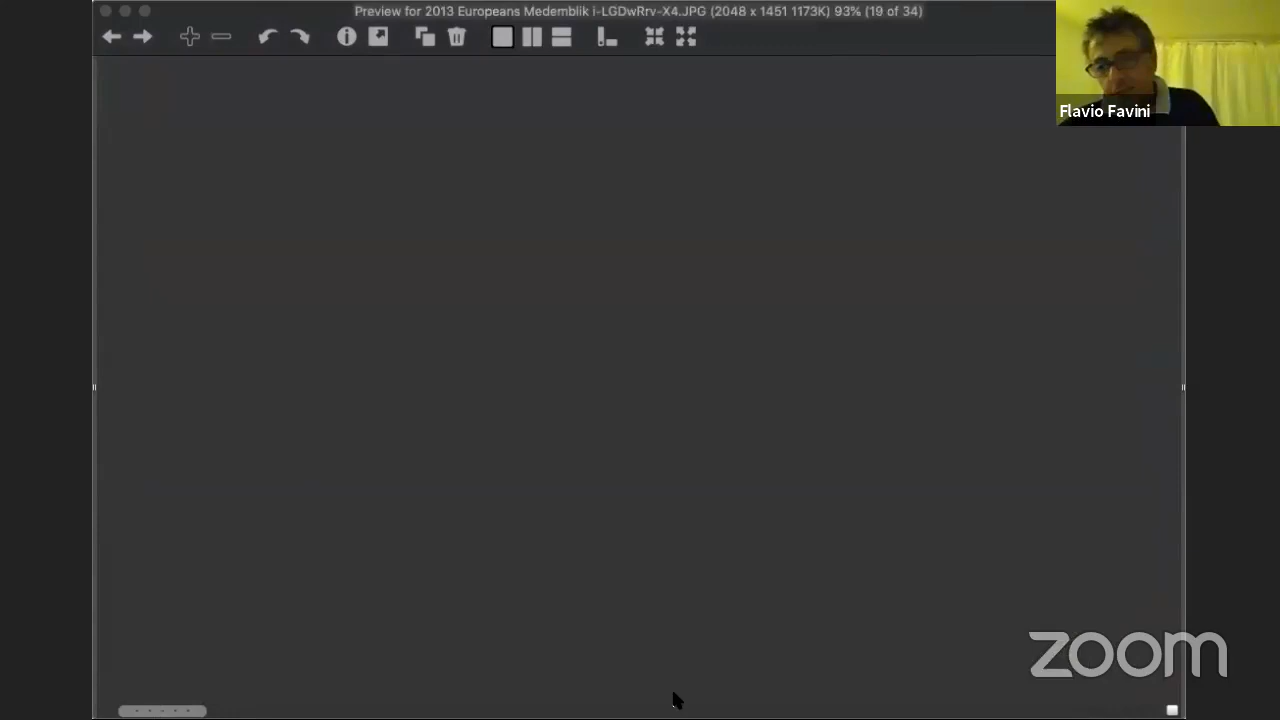 Preview for 2013 Europeans Medemblik i-LGDwRrv-X4.JPG (2048 x 1451 1173K) 93% (19 of 34)
Flavio Favini
zoom